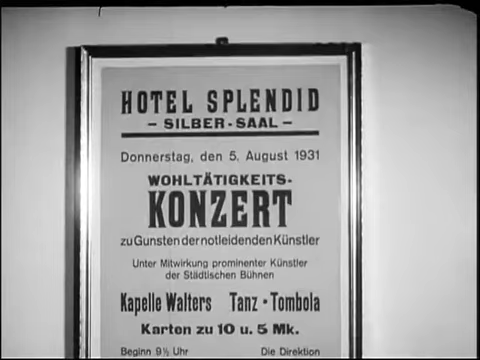 HOTEL SPLENDID
– SILBER-SAAL –
Donnerstag, den 5. August 1931
WOHLTÄTIGKEITS-
KONZERT
zu Gunsten der notleidenden Künstler
Unter Mitwirkung prominenter Künstler
der Städtischen Bühnen
Kapelle Walters Tanz - Tombola
Karten zu 10 u. 5 Mk.
Beginn 9½ Uhr Die Direktion